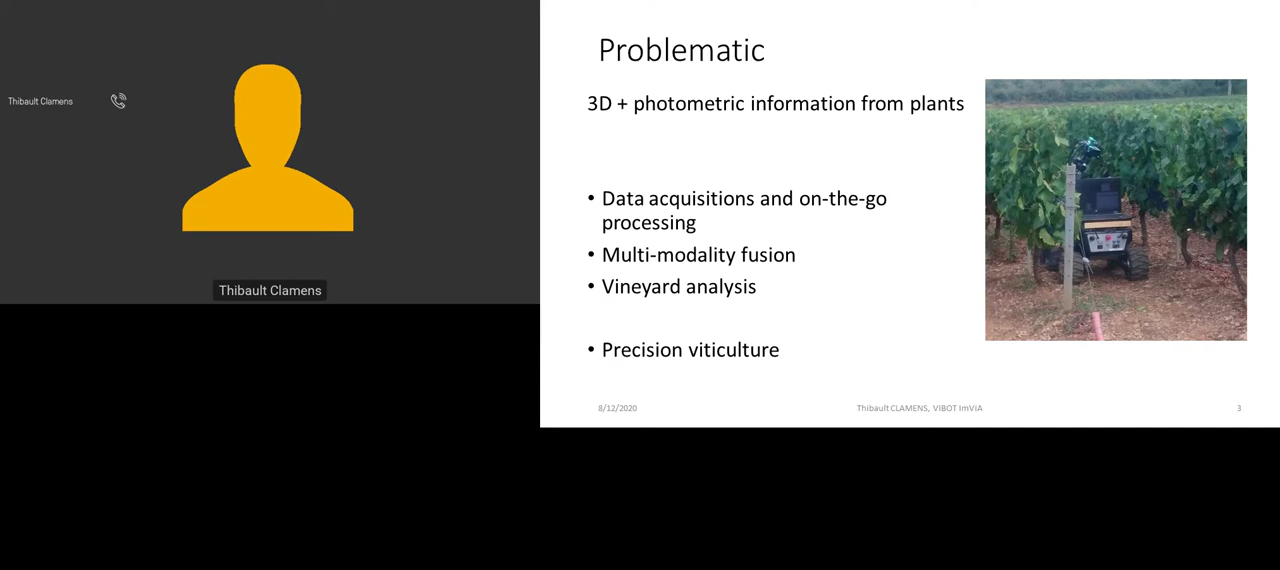 Thibault Clamens
Thibault Clamens
Problematic
3D + photometric information from plants
• Data acquisitions and on-the-go
processing
• Multi-modality fusion
• Vineyard analysis
• Precision viticulture
8/12/2020
Thibault CLAMENS, VIBOT ImViA
3